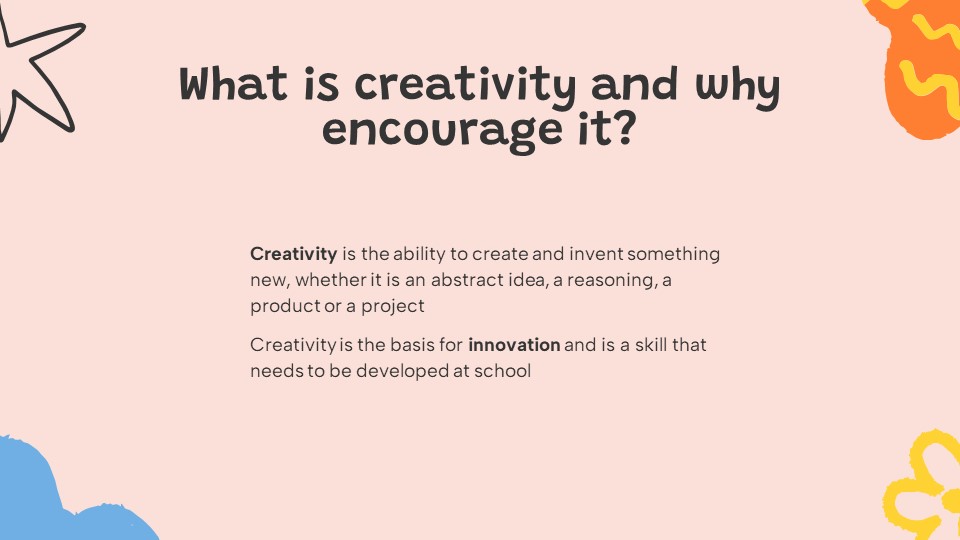 What is creativity and why
encourage it?
Creativity is the ability to create and invent something
new, whether it is an abstract idea, a reasoning, a
product or a project
Creativity is the basis for innovation and is a skill that
needs to be developed at school